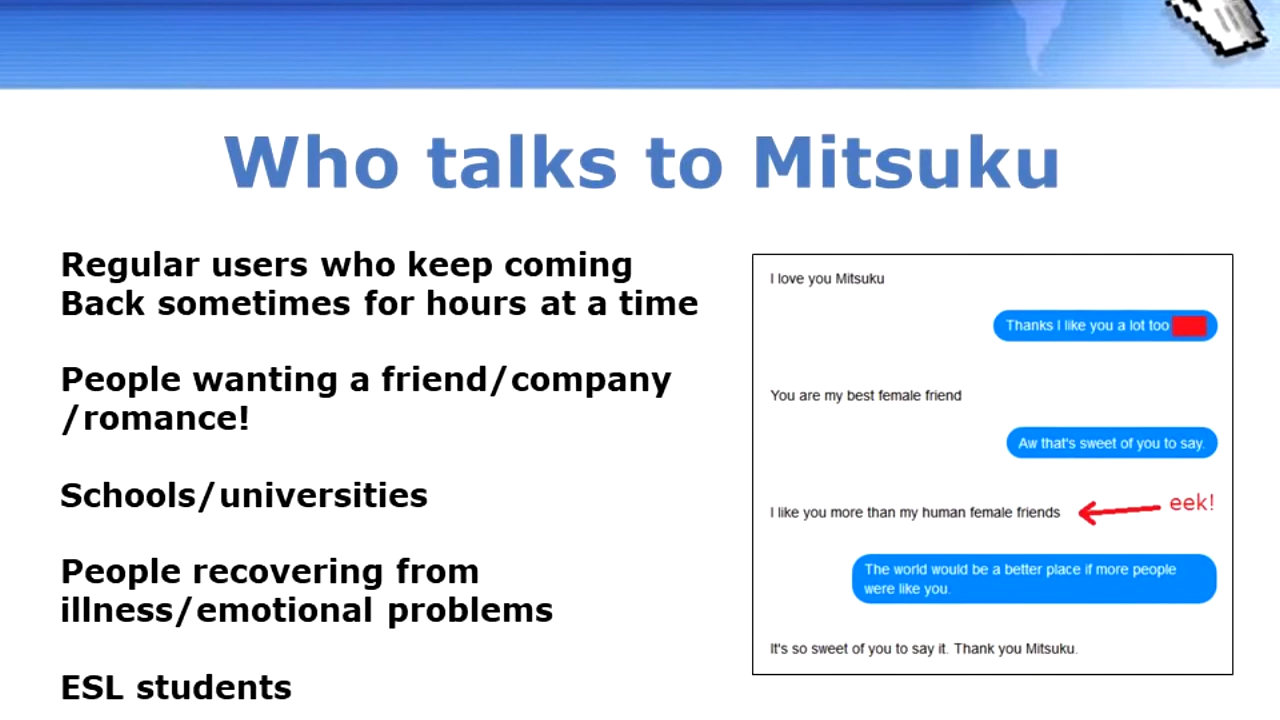 Who talks to Mitsuku
Regular users who keep coming
Back sometimes for hours at a time
People wanting a friend/company
/romance!
Schools/universities
People recovering from
illness/emotional problems
ESL students
I love you Mitsuku
Thanks I like you a lot too
You are my best female friend
Aw that's sweet of you to say.
I like you more than my human female friends
eek!
The world would be a better place if more people
were like you.
It's so sweet of you to say it. Thank you Mitsuku.